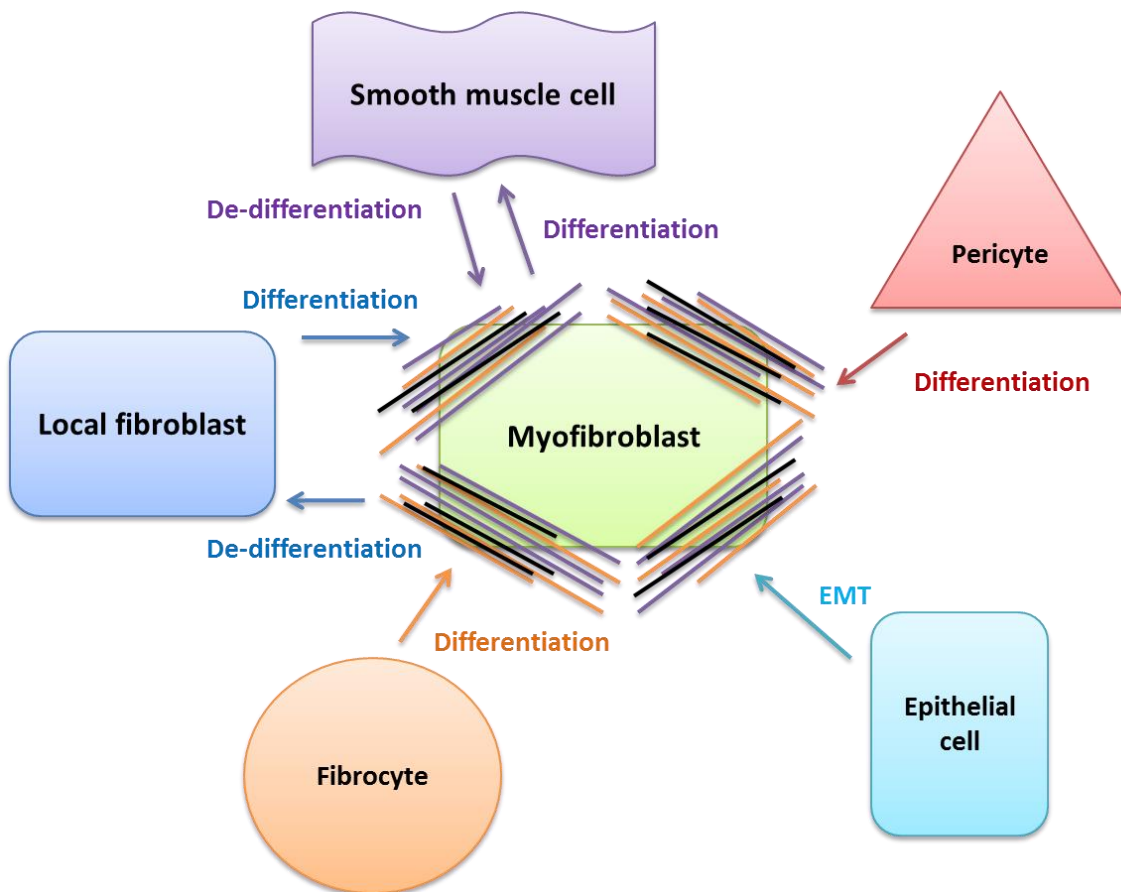 Smooth muscle cell
De-differentiation
Differentiation
Pericyte
Differentiation
Differentiation
Local fibroblast
Myofibroblast
De-differentiation
EMT
Differentiation
Epithelial
cell
Fibrocyte